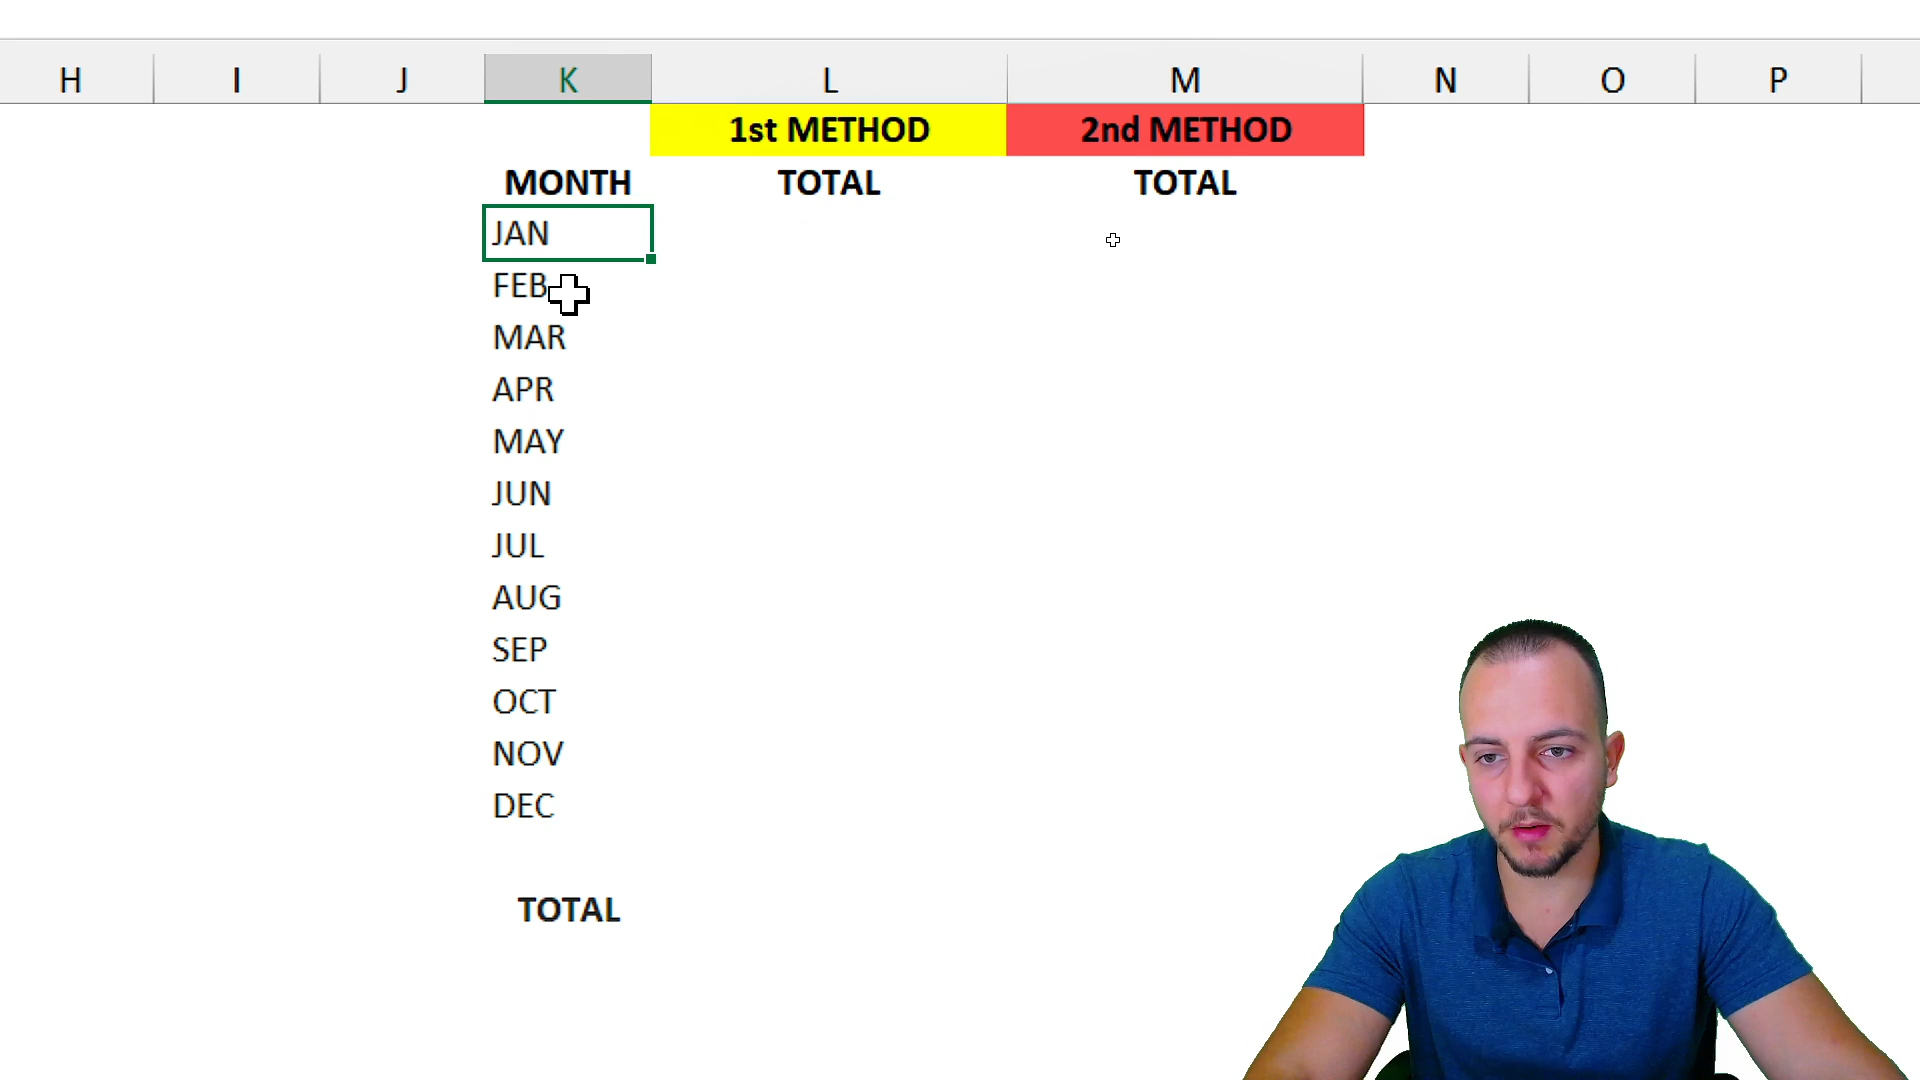 H I J K L M N O P
1st METHOD 2nd METHOD
MONTH TOTAL TOTAL
JAN
FEB
MAR
APR
MAY
JUN
JUL
AUG
SEP
OCT
NOV
DEC
TOTAL